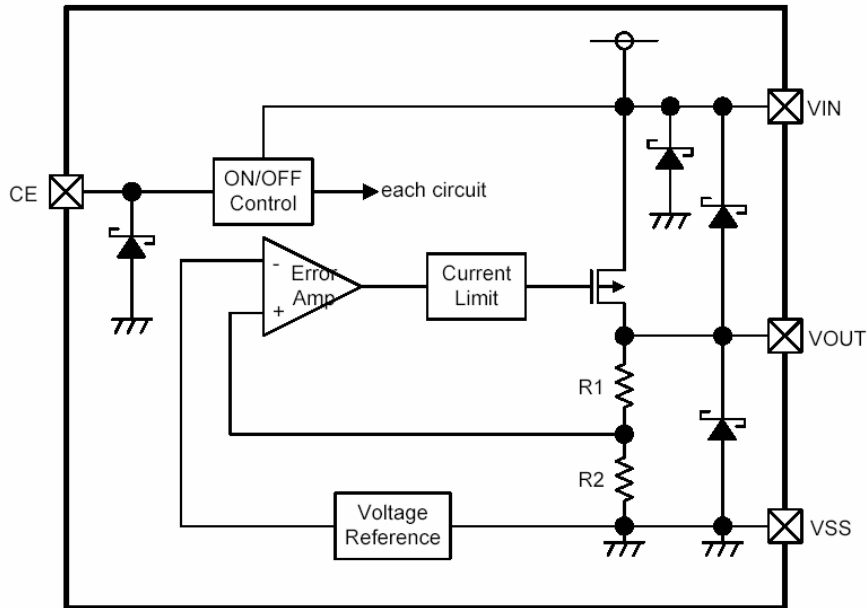 VIN
CE
ON/OFF
Control
each circuit
-
Error
Amp
+
Current
Limit
VOUT
R1
R2
Voltage
Reference
VSS